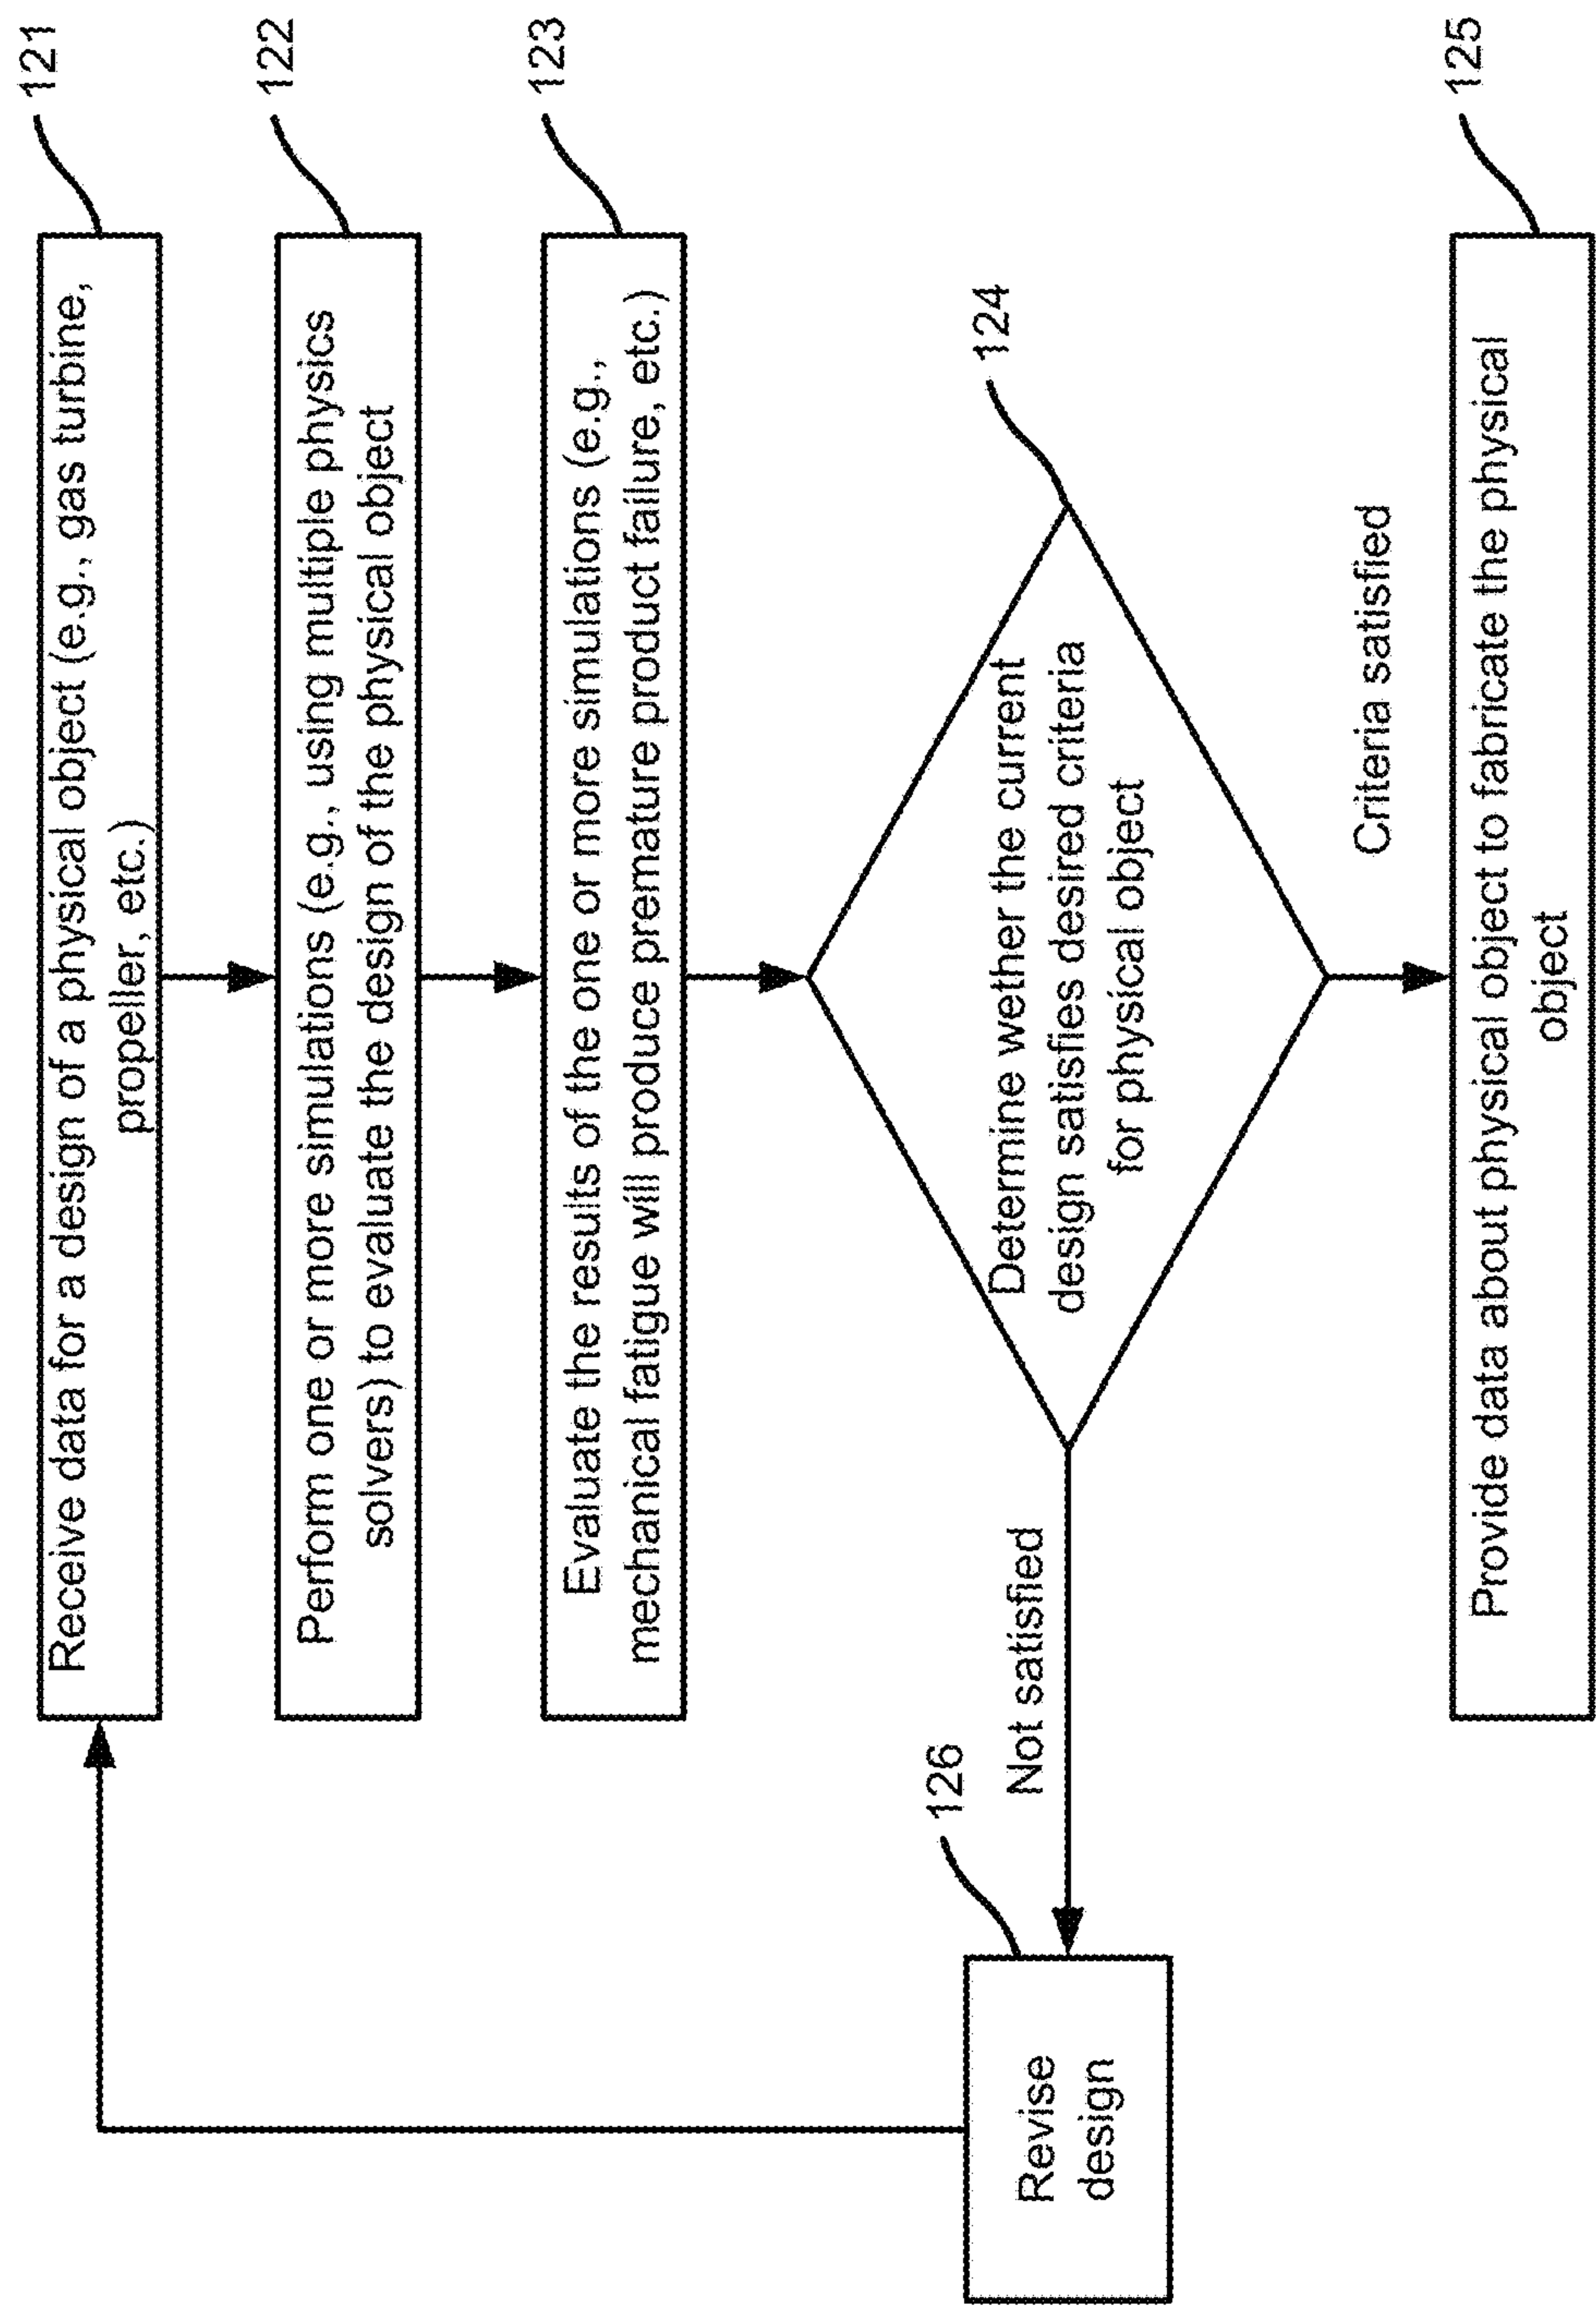 121
Receive data for a design of a physical object (e.g., gas turbine,
propeller, etc.)
122
Perform one or more simulations (e.g., using multiple physics
solvers) to evaluate the design of the physical object
123
Evaluate the results of the one or more simulations (e.g.,
mechanical fatigue will produce premature product failure, etc.)
124
Determine wether the current
design satisfies desired criteria
for physical object
Not satisfied
126
Revise
design
Criteria satisfied
125
Provide data about physical object to fabricate the physical
object